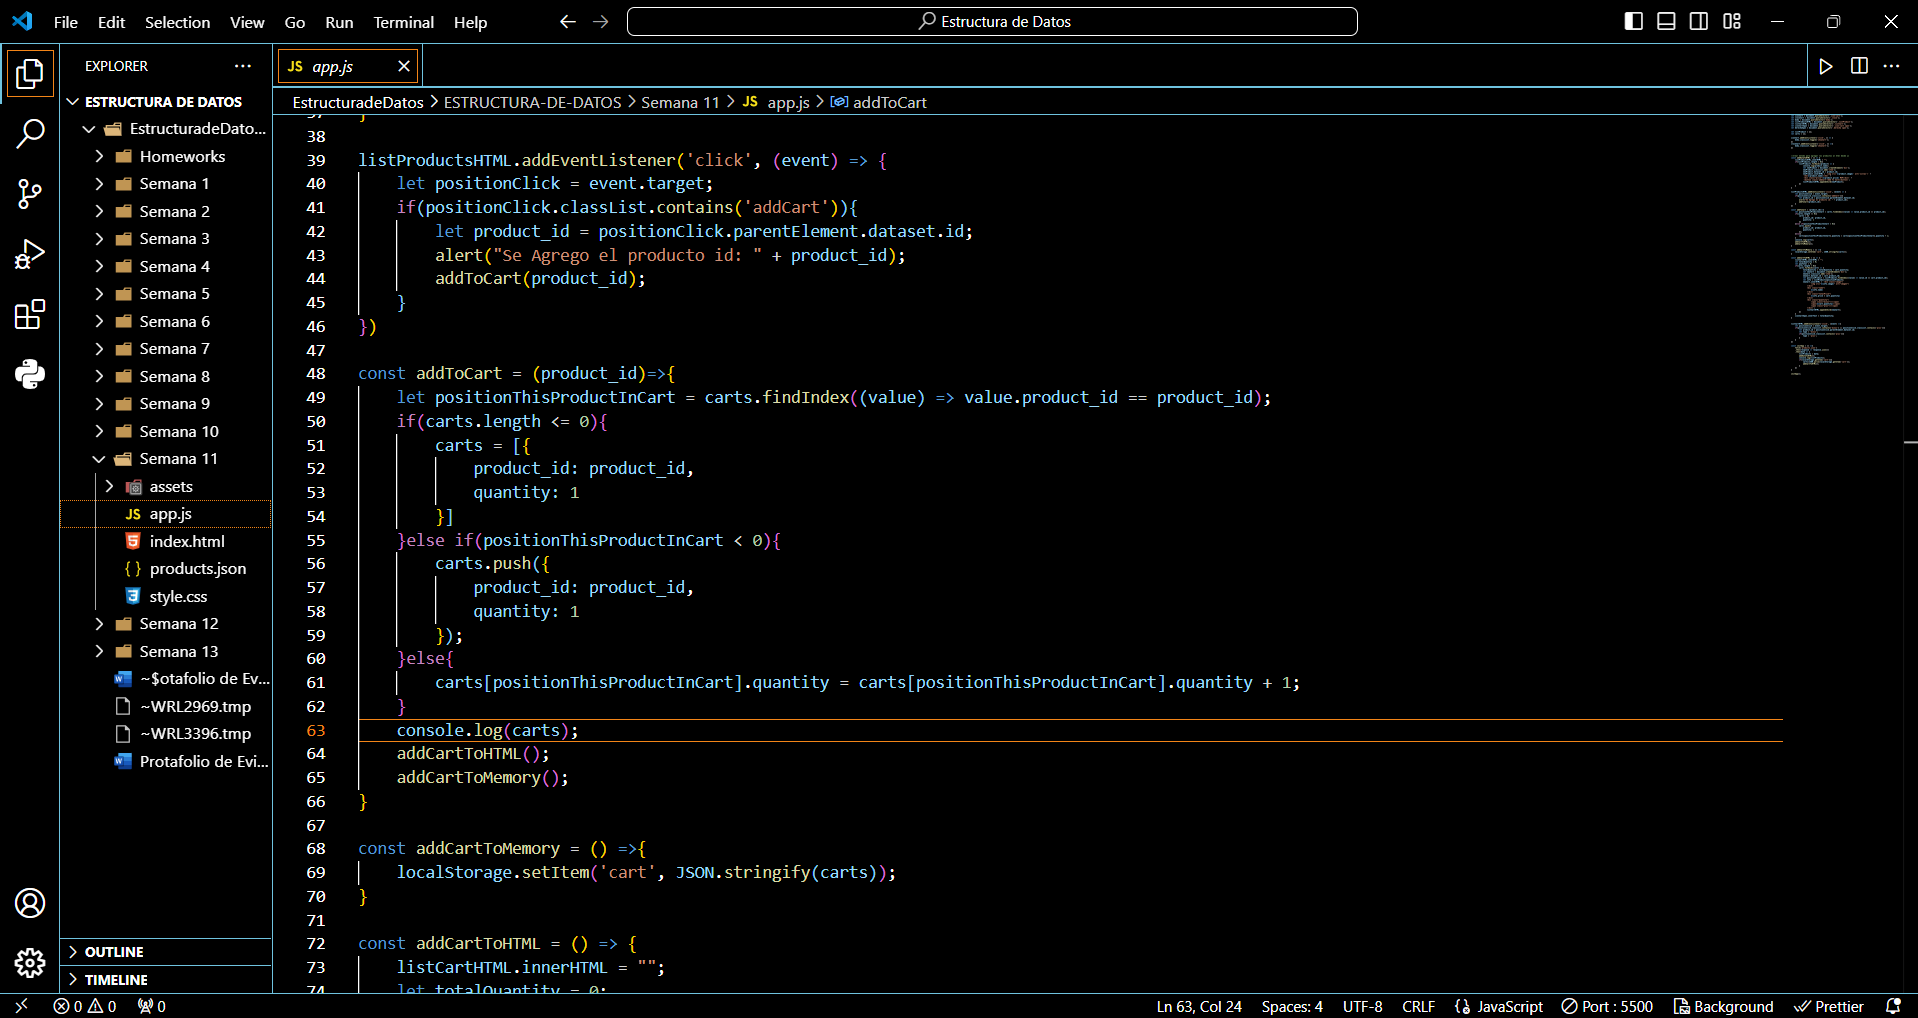 File Edit Selection View Go Run Terminal Help
Estructura de Datos
EXPLORER
ESTRUCTURA DE DATOS
EstructuradeDato...
Homeworks
Semana 1
Semana 2
Semana 3
Semana 4
Semana 5
Semana 6
Semana 7
Semana 8
Semana 9
Semana 10
Semana 11
assets
JS app.js
index.html
{} products.json
style.css
Semana 12
Semana 13
~$otafolio de Ev...
~WRL2969.tmp
~WRL3396.tmp
Protafolio de Evi...
OUTLINE
TIMELINE
JS app.js
EstructuradeDatos > ESTRUCTURA-DE-DATOS > Semana 11 > JS app.js > addToCart
37 }
38
39 listProductsHTML.addEventListener('click', (event) => {
40     let positionClick = event.target;
41     if(positionClick.classList.contains('addCart')){
42         let product_id = positionClick.parentElement.dataset.id;
43         alert("Se Agrego el producto id: " + product_id);
44         addToCart(product_id);
45     }
46 })
47
48 const addToCart = (product_id)=>{
49     let positionThisProductInCart = carts.findIndex((value) => value.product_id == product_id);
50     if(carts.length <= 0){
51         carts = [{
52             product_id: product_id,
53             quantity: 1
54         }]
55     }else if(positionThisProductInCart < 0){
56         carts.push({
57             product_id: product_id,
58             quantity: 1
59         });
60     }else{
61         carts[positionThisProductInCart].quantity = carts[positionThisProductInCart].quantity + 1;
62     }
63     console.log(carts);
64     addCartToHTML();
65     addCartToMemory();
66 }
67
68 const addCartToMemory = () =>{
69     localStorage.setItem('cart', JSON.stringify(carts));
70 }
71
72 const addCartToHTML = () => {
73     listCartHTML.innerHTML = "";
74     let totalQuantity = 0;
0 0 0 Ln 63, Col 24 Spaces: 4 UTF-8 CRLF {} JavaScript Port : 5500 Background Prettier